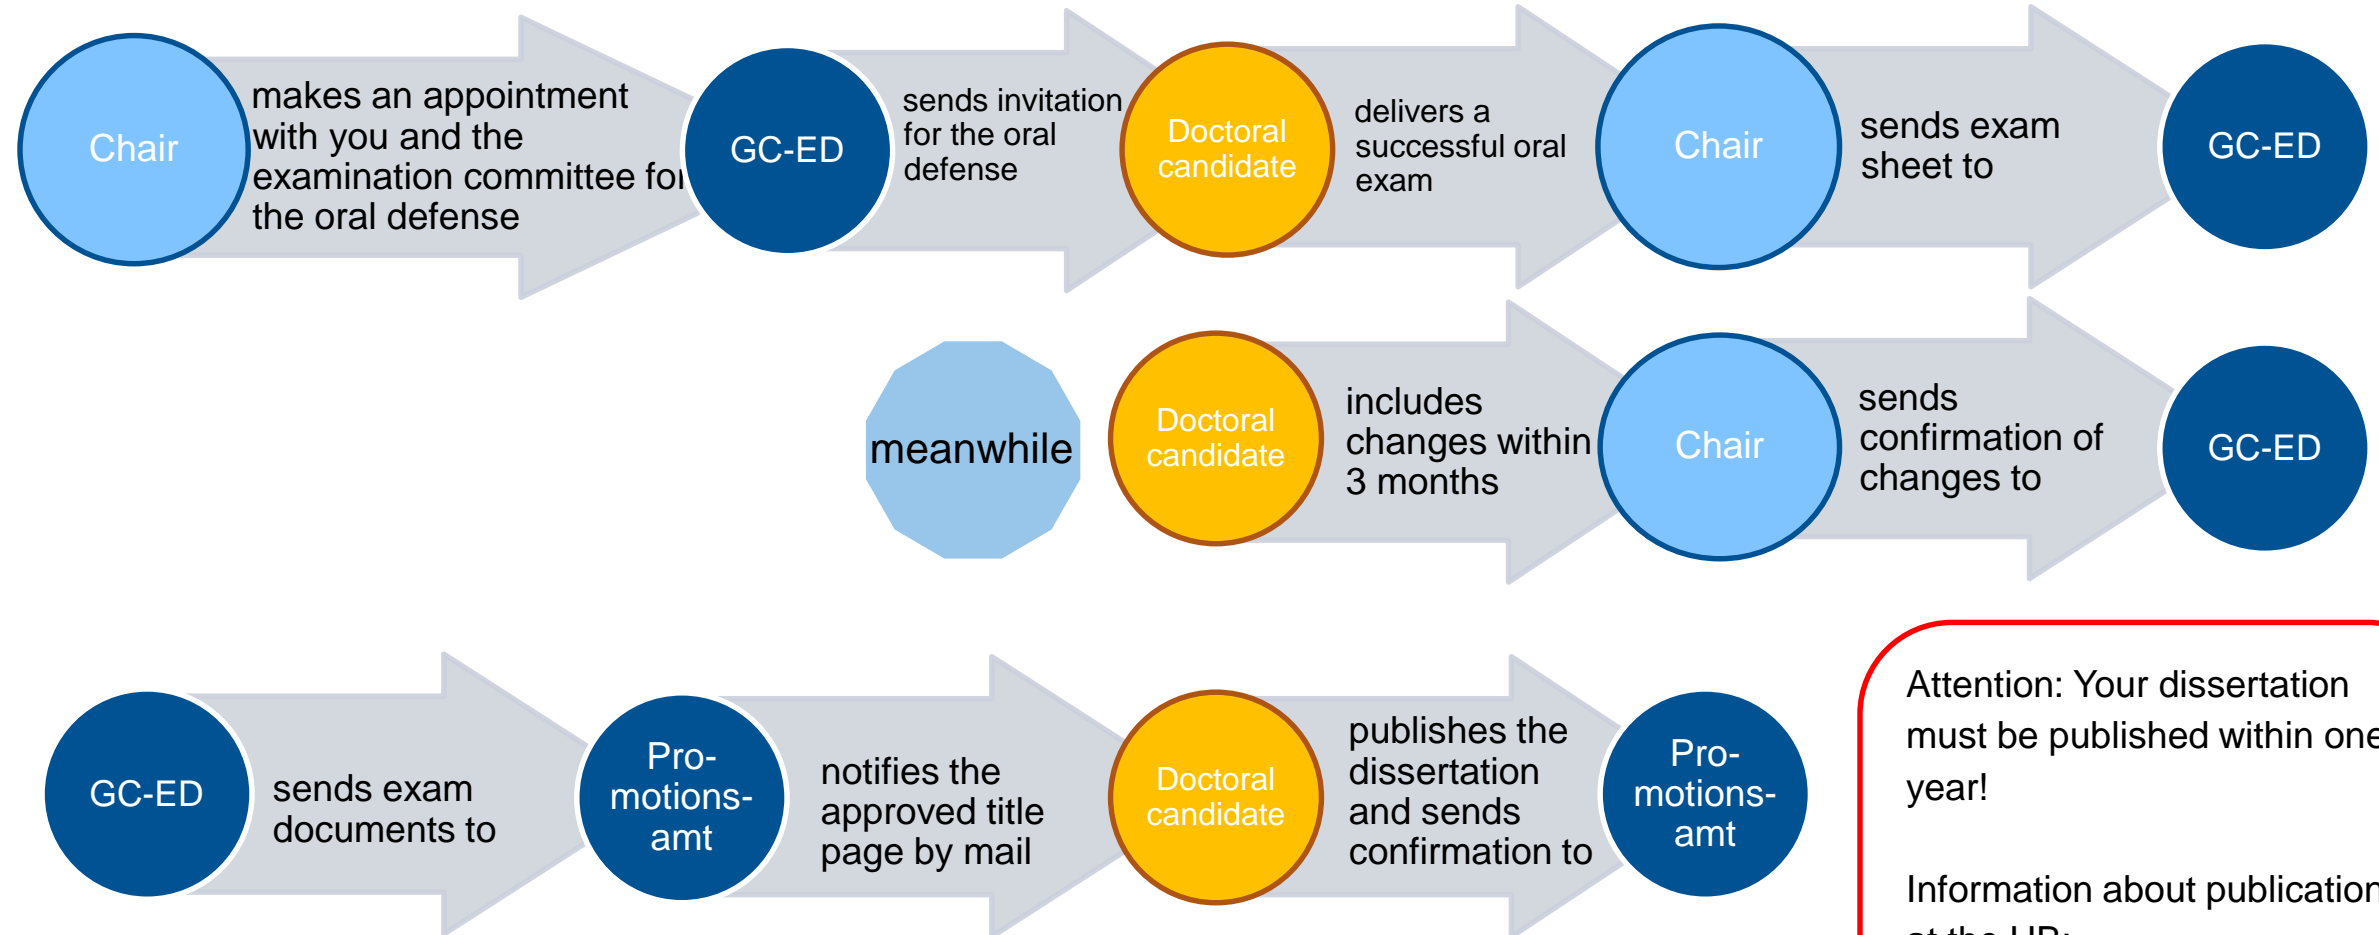 Chair
makes an appointment
with you and the
examination committee for
the oral defense
GC-ED
sends invitation
for the oral
defense
Doctoral
candidate
delivers a
successful oral
exam
Chair
sends exam
sheet to
GC-ED
meanwhile
Doctoral
candidate
includes
changes within
3 months
Chair
sends
confirmation of
changes to
GC-ED
GC-ED
sends exam
documents to
Pro-
motions-
amt
notifies the
approved title
page by mail
Doctoral
candidate
publishes the
dissertation
and sends
confirmation to
Pro-
motions-
amt
Attention: Your dissertation
must be published within one
year!
Information about publication
at the UB: